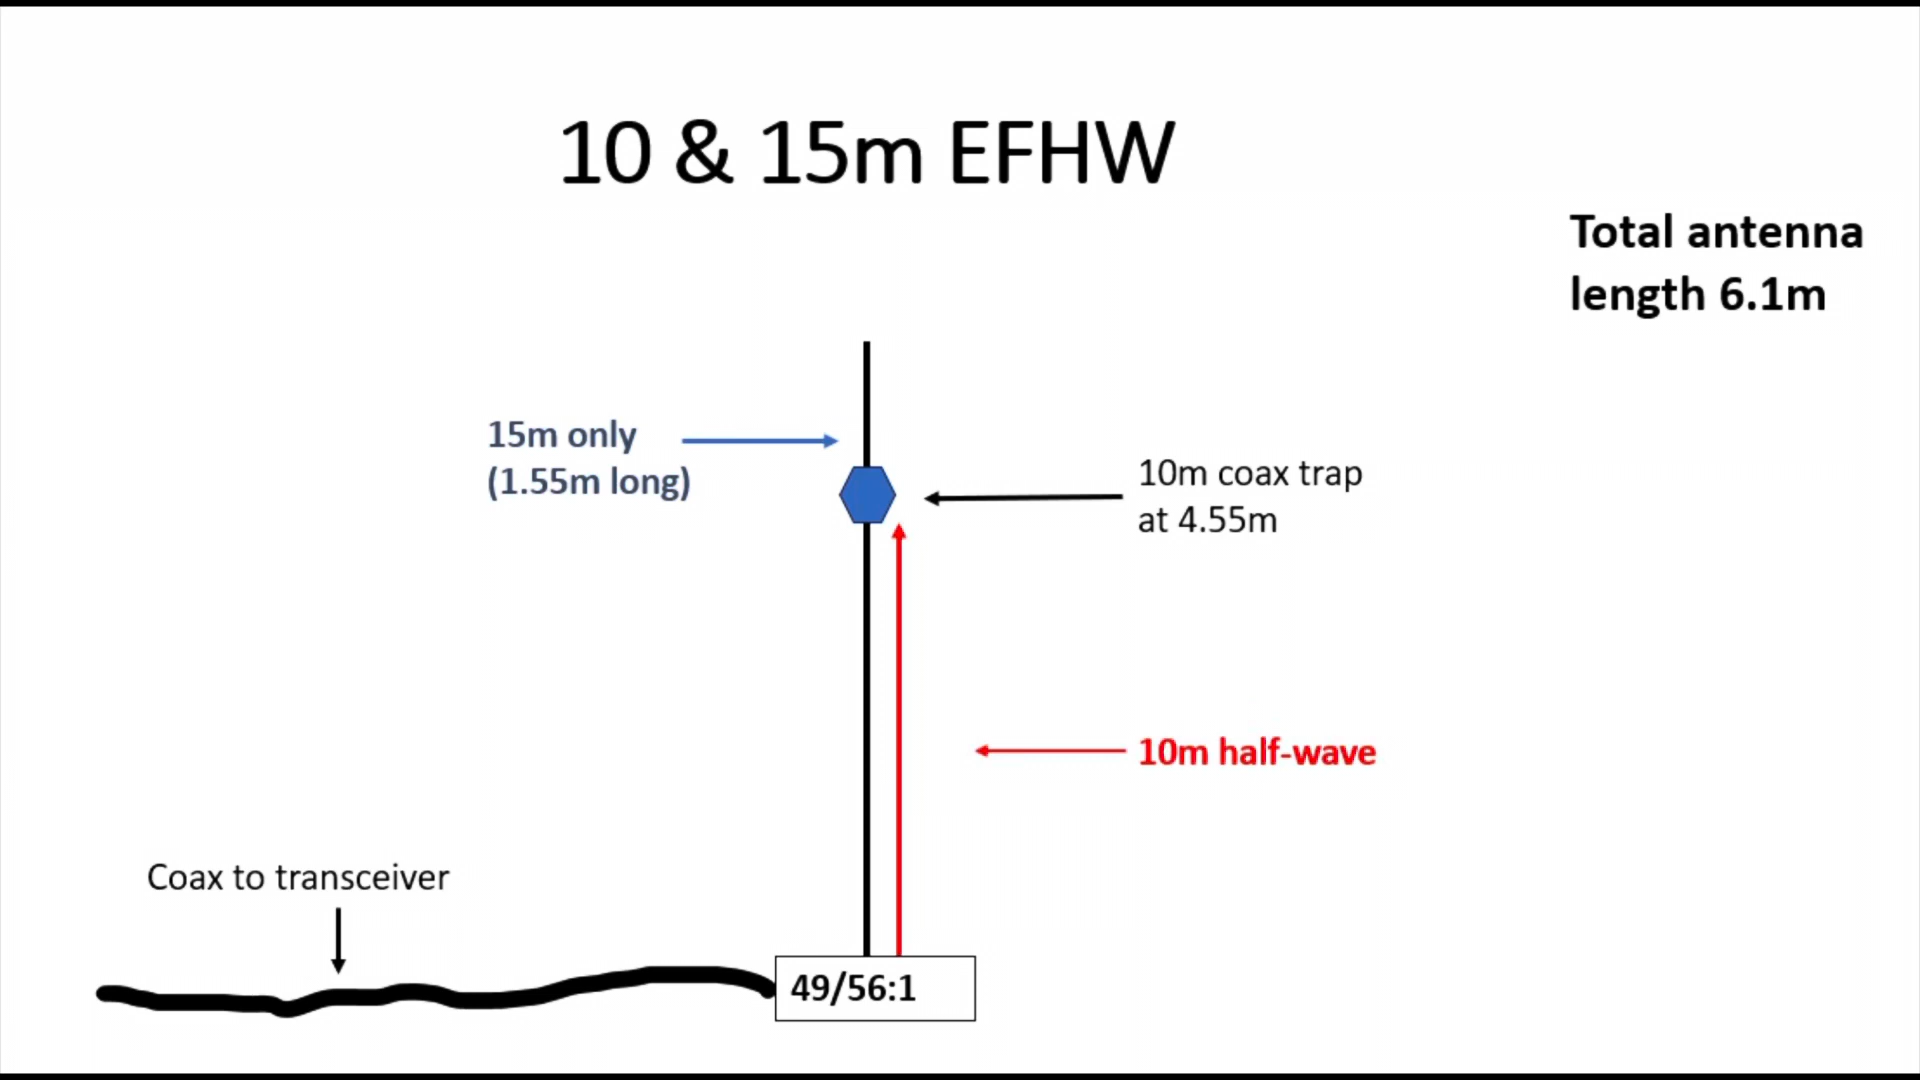 10 & 15m EFHW
Total antenna
length 6.1m
15m only
(1.55m long)
10m coax trap
at 4.55m
10m half-wave
Coax to transceiver
49/56:1